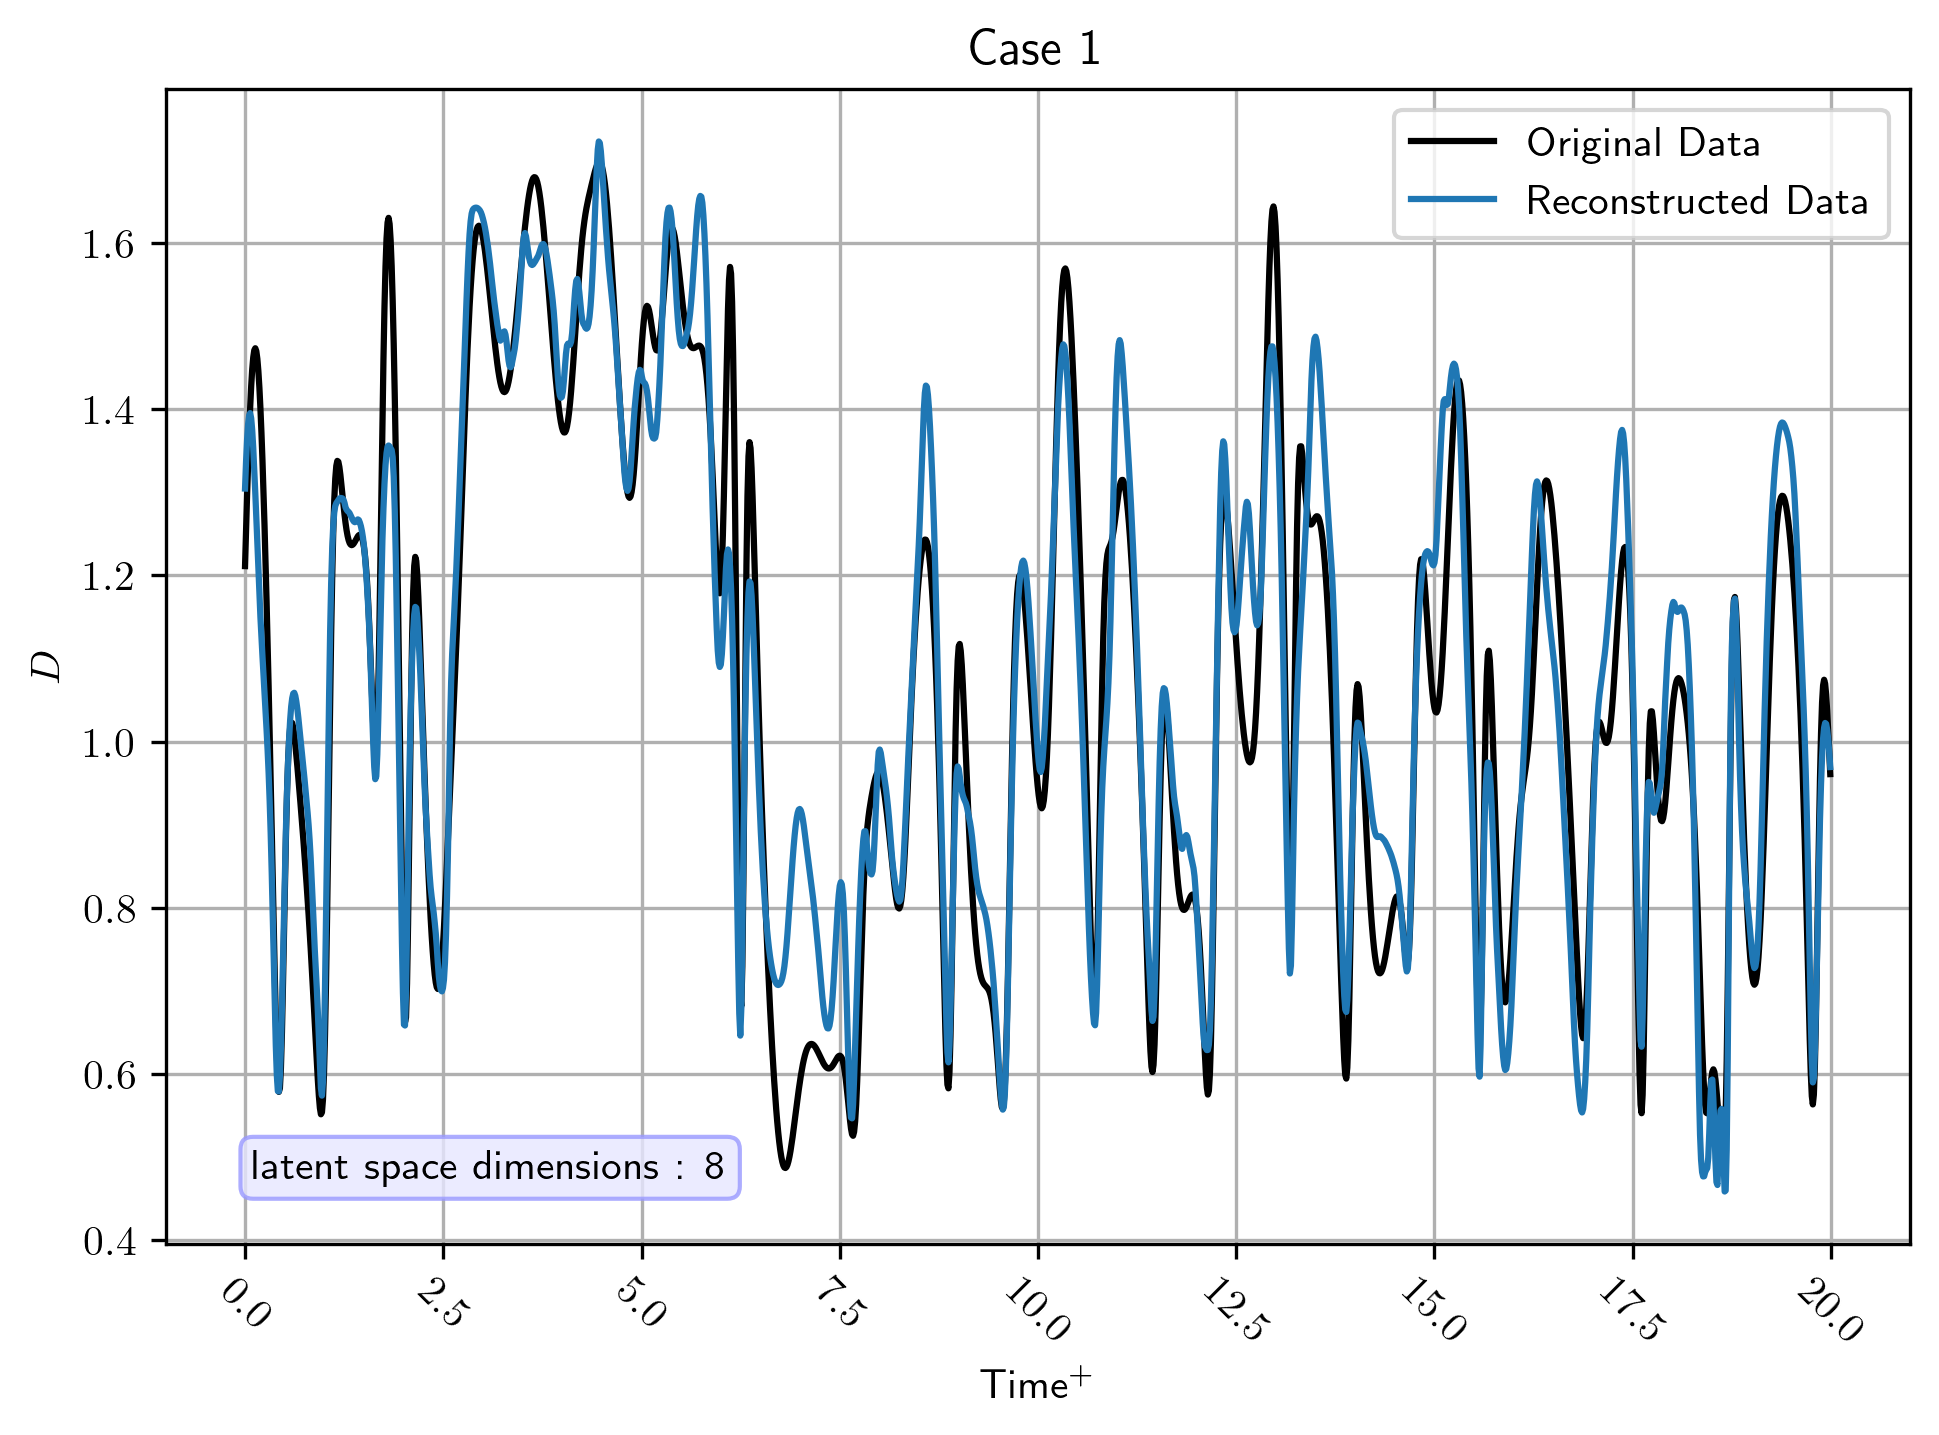 Case 1
Original Data
Reconstructed Data
D
1.6
1.4
1.2
1.0
0.8
0.6
0.4
latent space dimensions : 8
0.0
2.5
5.0
7.5
10.0
12.5
15.0
17.5
20.0
Time⁺